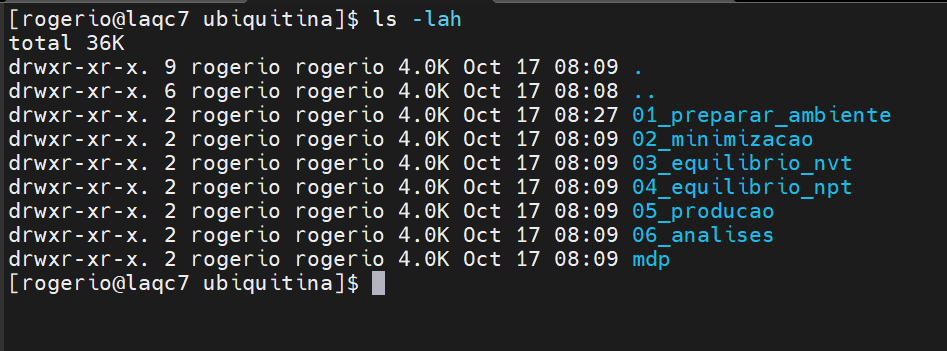 [rogerio@laqc7 ubiquitina]$ ls -lah
total 36K
drwxr-xr-x. 9 rogerio rogerio 4.0K Oct 17 08:09 .
drwxr-xr-x. 6 rogerio rogerio 4.0K Oct 17 08:08 ..
drwxr-xr-x. 2 rogerio rogerio 4.0K Oct 17 08:27 01_preparar_ambiente
drwxr-xr-x. 2 rogerio rogerio 4.0K Oct 17 08:09 02_minimizacao
drwxr-xr-x. 2 rogerio rogerio 4.0K Oct 17 08:09 03_equilibrio_nvt
drwxr-xr-x. 2 rogerio rogerio 4.0K Oct 17 08:09 04_equilibrio_npt
drwxr-xr-x. 2 rogerio rogerio 4.0K Oct 17 08:09 05_producao
drwxr-xr-x. 2 rogerio rogerio 4.0K Oct 17 08:09 06_analises
drwxr-xr-x. 2 rogerio rogerio 4.0K Oct 17 08:09 mdp
[rogerio@laqc7 ubiquitina]$